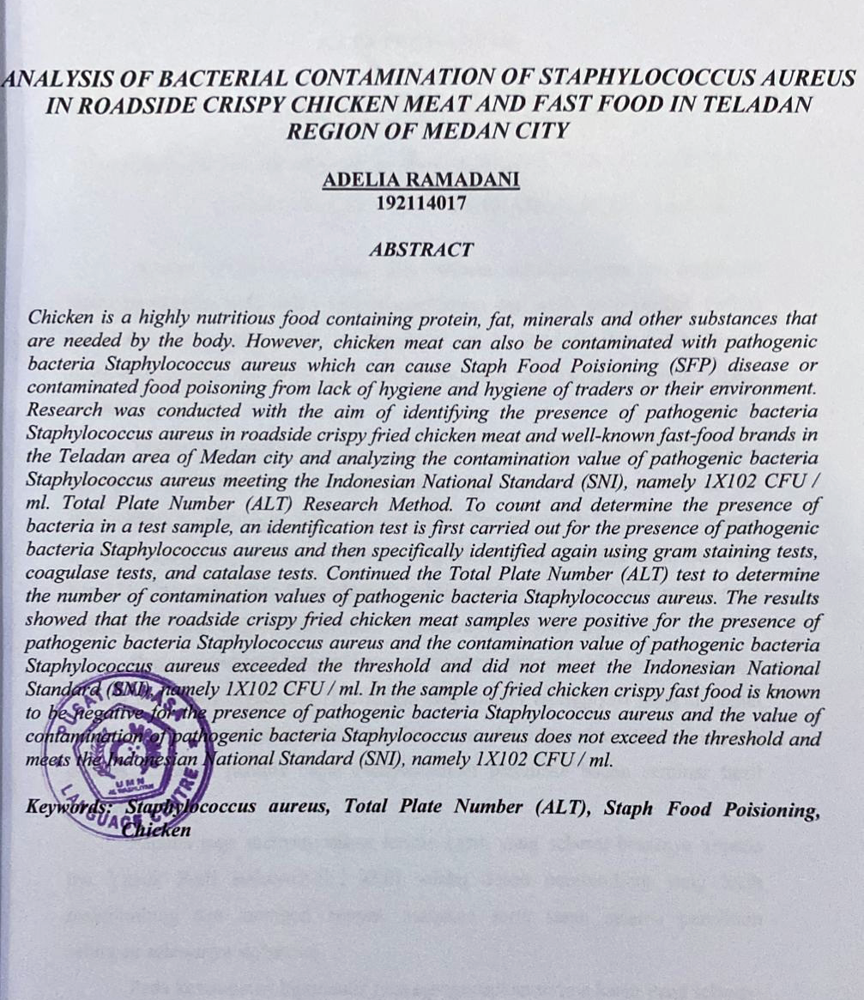 ANALYSIS OF BACTERIAL CONTAMINATION OF STAPHYLOCOCCUS AUREUS
IN ROADSIDE CRISPY CHICKEN MEAT AND FAST FOOD IN TELADAN
REGION OF MEDAN CITY
ADELIA RAMADANI
192114017
ABSTRACT
Chicken is a highly nutritious food containing protein, fat, minerals and other substances that
are needed by the body. However, chicken meat can also be contaminated with pathogenic
bacteria Staphylococcus aureus which can cause Staph Food Poisioning (SFP) disease or
contaminated food poisoning from lack of hygiene and hygiene of traders or their environment.
Research was conducted with the aim of identifying the presence of pathogenic bacteria
Staphylococcus aureus in roadside crispy fried chicken meat and well-known fast-food brands in
the Teladan area of Medan city and analyzing the contamination value of pathogenic bacteria
Staphylococcus aureus meeting the Indonesian National Standard (SNI), namely 1X102 CFU /
ml. Total Plate Number (ALT) Research Method. To count and determine the presence of
bacteria in a test sample, an identification test is first carried out for the presence of pathogenic
bacteria Staphylococcus aureus and then specifically identified again using gram staining tests,
coagulase tests, and catalase tests. Continued the Total Plate Number (ALT) test to determine
the number of contamination values of pathogenic bacteria Staphylococcus aureus. The results
showed that the roadside crispy fried chicken meat samples were positive for the presence of
pathogenic bacteria Staphylococcus aureus and the contamination value of pathogenic bacteria
Staphylococcus aureus exceeded the threshold and did not meet the Indonesian National
Standard (SNI), namely 1X102 CFU / ml. In the sample of fried chicken crispy fast food is known
to be negative for the presence of pathogenic bacteria Staphylococcus aureus and the value of
contamination of pathogenic bacteria Staphylococcus aureus does not exceed the threshold and
meets the Indonesian National Standard (SNI), namely 1X102 CFU / ml.
Keywords: Staphylococcus aureus, Total Plate Number (ALT), Staph Food Poisioning,
Chicken
PUSAT BAHASA
UMN
AL WASHLIYAH
LANGUAGE CENTRE